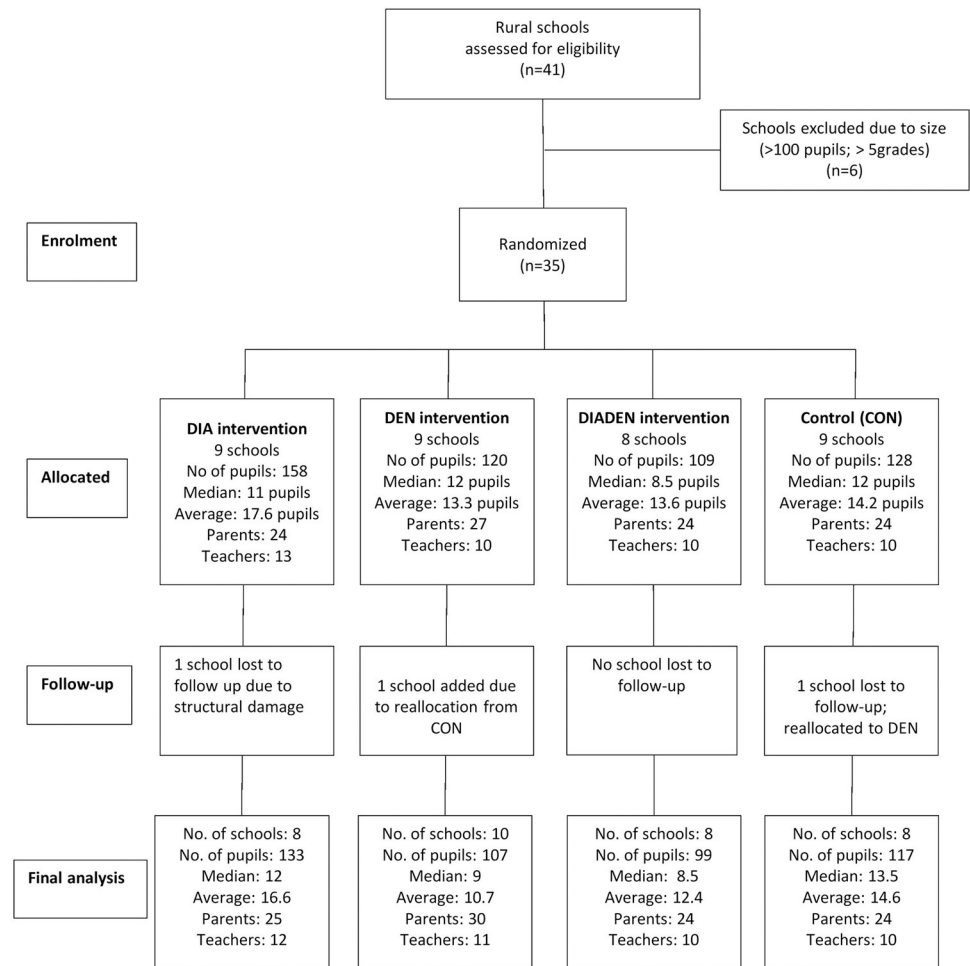 Rural schools
assessed for eligibility
(n=41)
Schools excluded due to size
(>100 pupils; > 5grades)
(n=6)
Enrolment
Randomized
(n=35)
Allocated
DIA intervention
9 schools
No of pupils: 158
Median: 11 pupils
Average: 17.6 pupils
Parents: 24
Teachers: 13
DEN intervention
9 schools
No of pupils: 120
Median: 12 pupils
Average: 13.3 pupils
Parents: 27
Teachers: 10
DIADEN intervention
8 schools
No of pupils: 109
Median: 8.5 pupils
Average: 13.6 pupils
Parents: 24
Teachers: 10
Control (CON)
9 schools
No of pupils: 128
Median: 12 pupils
Average: 14.2 pupils
Parents: 24
Teachers: 10
Follow-up
1 school lost to
follow up due to
structural damage
1 school added due
to reallocation from
CON
No school lost to
follow-up
1 school lost to
follow-up;
reallocated to DEN
Final analysis
No. of schools: 8
No. of pupils: 133
Median: 12
Average: 16.6
Parents: 25
Teachers: 12
No. of schools: 10
No. of pupils: 107
Median: 9
Average: 10.7
Parents: 30
Teachers: 11
No. of schools: 8
No. of pupils: 99
Median: 8.5
Average: 12.4
Parents: 24
Teachers: 10
No. of schools: 8
No. of pupils: 117
Median: 13.5
Average: 14.6
Parents: 24
Teachers: 10